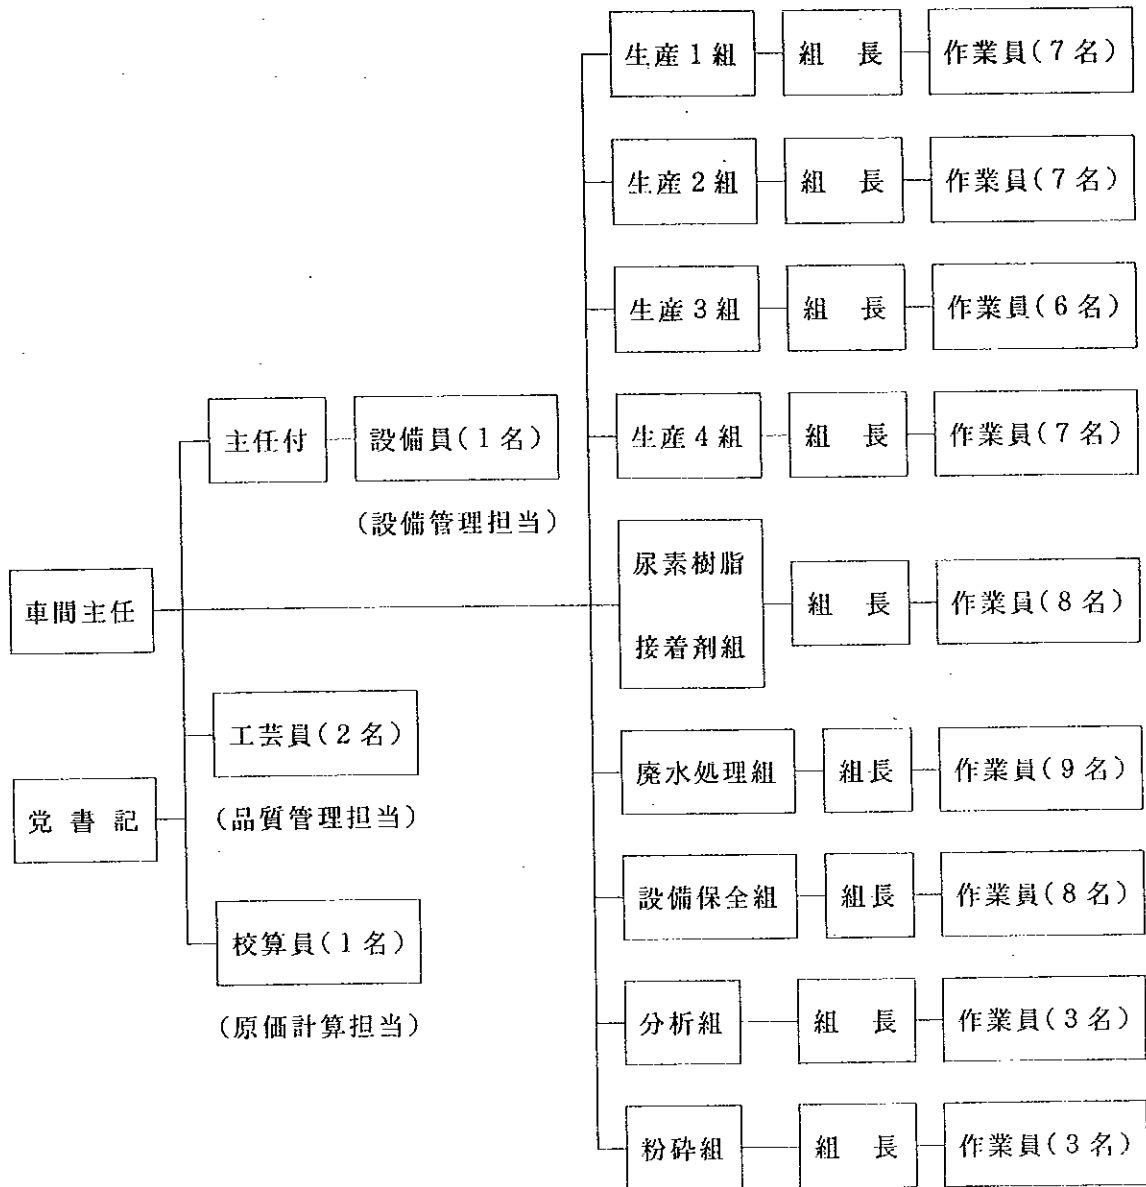 生産1組 組 長 作業員(7名)
生産2組 組 長 作業員(7名)
生産3組 組 長 作業員(6名)
主任付 設備員(1名) 生産4組 組 長 作業員(7名)
(設備管理担当)
尿素樹脂
接着剤組 組 長 作業員(8名)
車間主任
工芸員(2名) 廃水処理組 組長 作業員(9名)
(品質管理担当)
党 書 記
設備保全組 組長 作業員(8名)
校算員(1名)
(原価計算担当)
分析組 組 長 作業員(3名)
粉砕組 組 長 作業員(3名)